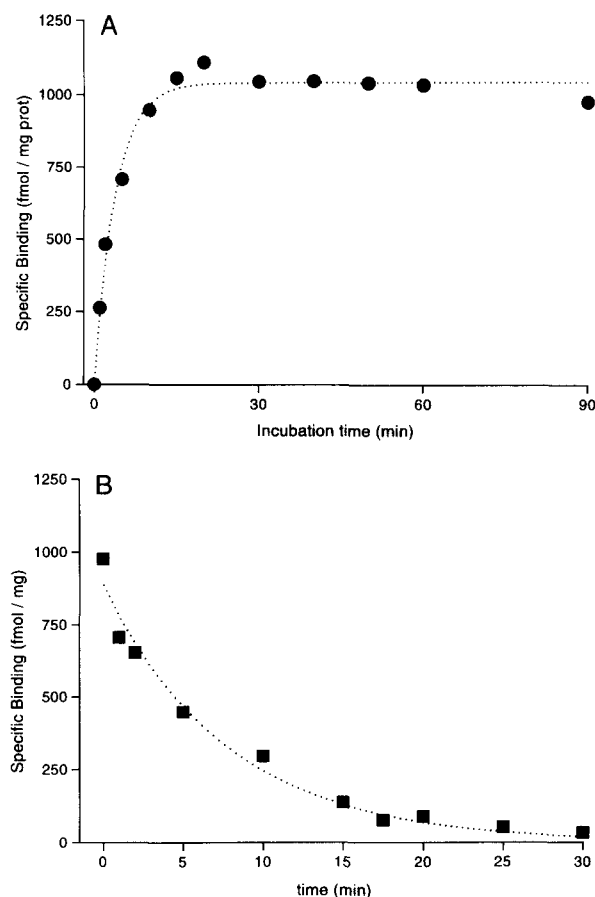 A
Specific Binding (fmol / mg prot)
1250
1000
750
500
250
0
0 30 60 90
Incubation time (min)
B
Specific Binding (fmol / mg)
1250
1000
750
500
250
0
0 5 10 15 20 25 30
time (min)